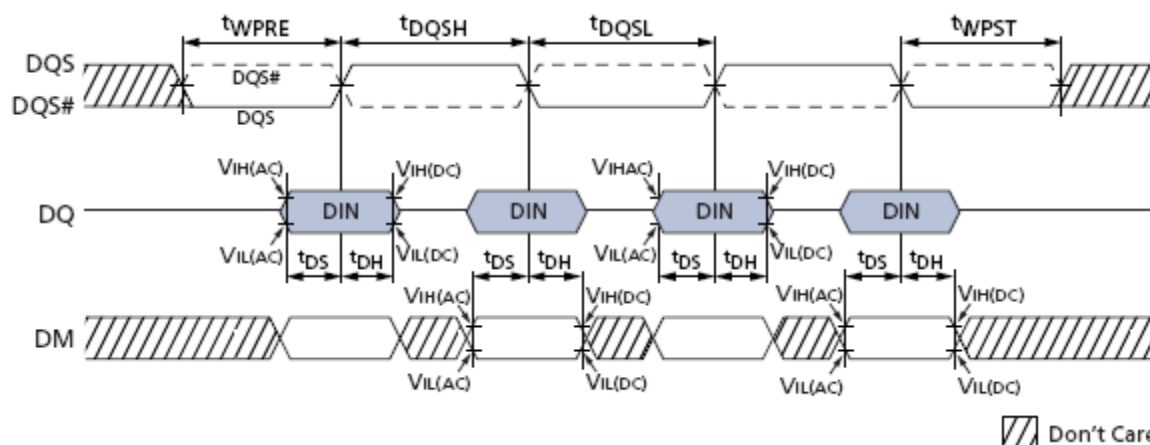 tWPRE tDQSH tDQSL tWPST
DQS
DQS#
DQS#
DQS
VIH(AC) VIH(DC) VIHAC) VIH(DC)
DQ DIN DIN DIN DIN
VIL(AC) VIL(DC) VIL(AC) VIL(DC)
tDS tDH tDS tDH tDS tDH tDS tDH
VIH(AC) VIH(DC) VIH(AC) VIH(DC)
DM
VIL(AC) VIL(DC) VIL(AC) VIL(DC)
Don't Care